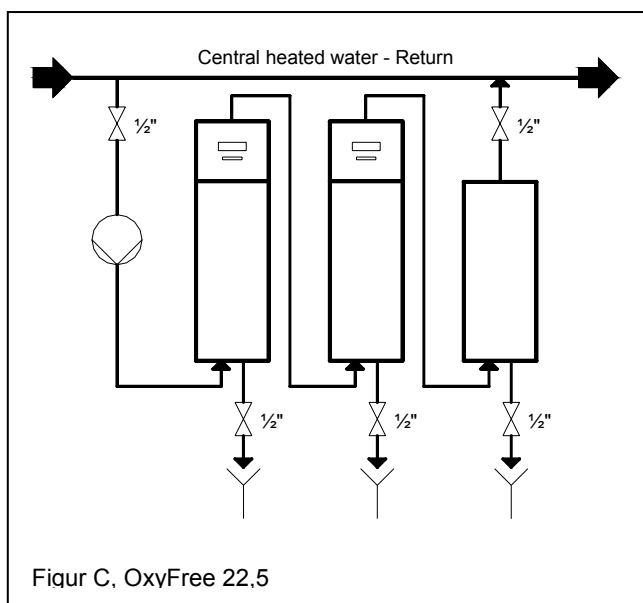 Central heated water - Return
½"
½"
½"
½"
½"
Figur C, OxyFree 22,5